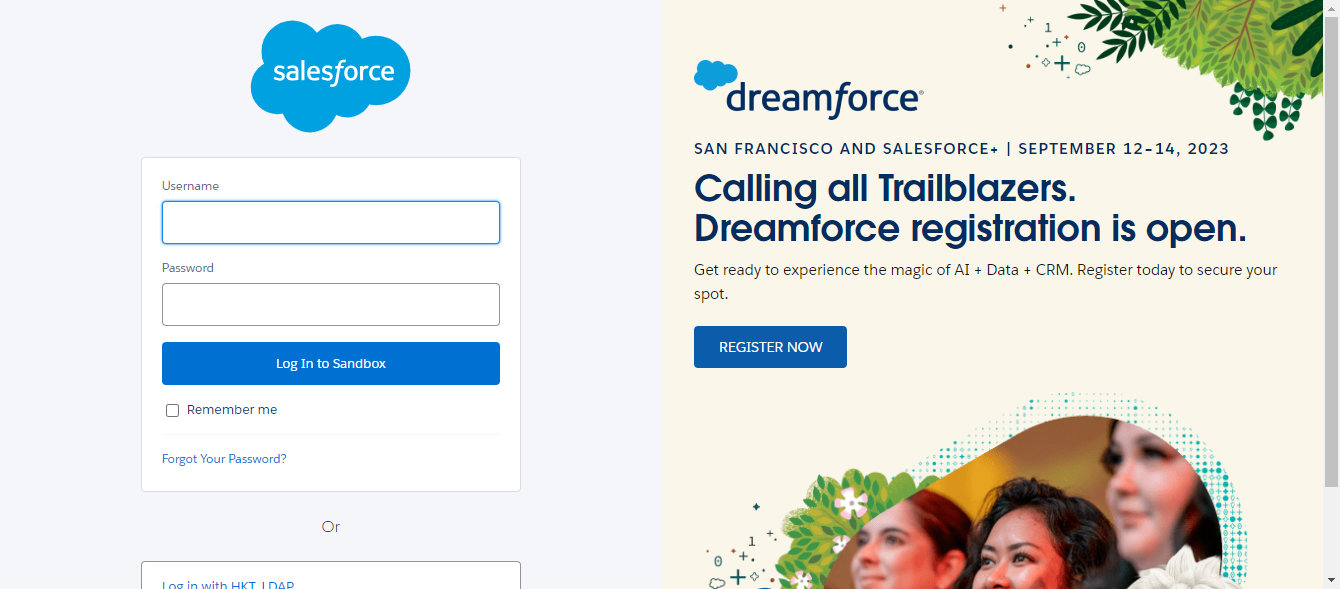 salesforce
Username
Password
Log In to Sandbox
Remember me
Forgot Your Password?
Or
Log in with HKT_LDAP
dreamforce
SAN FRANCISCO AND SALESFORCE+ | SEPTEMBER 12–14, 2023
Calling all Trailblazers.
Dreamforce registration is open.
Get ready to experience the magic of AI + Data + CRM. Register today to secure your
spot.
REGISTER NOW
1
0
1
0